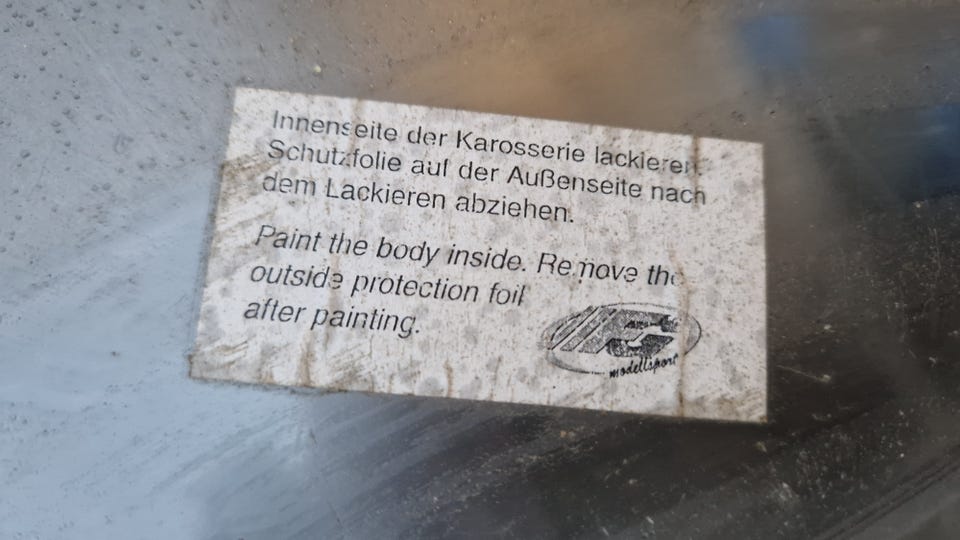 Innenseite der Karosserie lackieren.
Schutzfolie auf der Außenseite nach
dem Lackieren abziehen.
Paint the body inside. Remove the
outside protection foil
after painting.
FG
modellsport